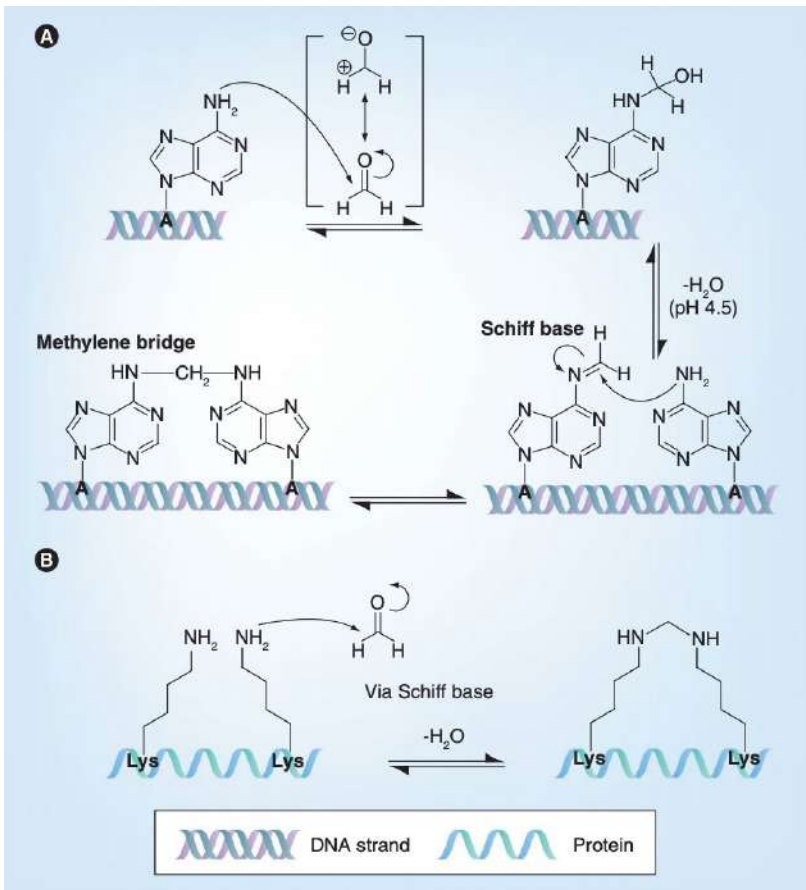 A
⊖O
⊕
H H
NH₂
O
H H
N N
N N
A
H
OH
HN H
N N
N N
A
-H₂O
(pH 4.5)
Methylene bridge
HN CH₂ NH
N N N N
N N N N
A A
Schiff base
H
N H NH₂
N N N N
N N N N
A A
B
NH₂ NH₂
O
H H
HN NH
Via Schiff base
-H₂O
Lys Lys
Lys Lys
DNA strand
Protein